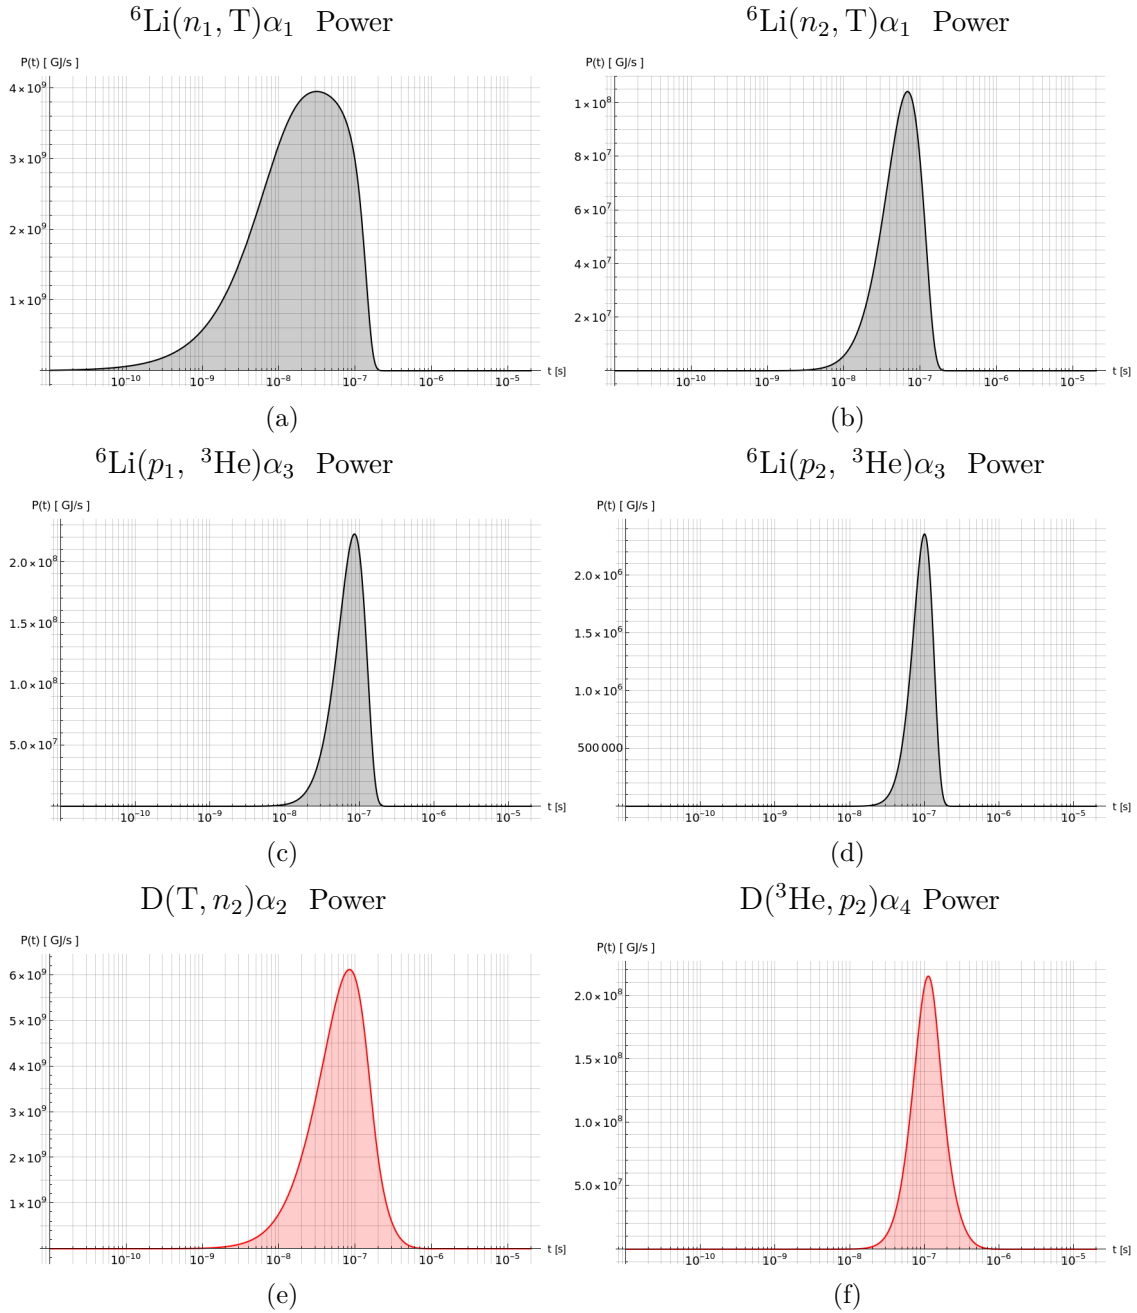 ⁶Li(n₁, T)α₁ Power
P(t) [ GJ/s ]
4×10⁹
3×10⁹
2×10⁹
1×10⁹
10⁻¹⁰ 10⁻⁹ 10⁻⁸ 10⁻⁷ 10⁻⁶ 10⁻⁵ t [s]
(a)
⁶Li(n₂, T)α₁ Power
P(t) [ GJ/s ]
1×10⁸
8×10⁷
6×10⁷
4×10⁷
2×10⁷
10⁻¹⁰ 10⁻⁹ 10⁻⁸ 10⁻⁷ 10⁻⁶ 10⁻⁵ t [s]
(b)
⁶Li(p₁, ³He)α₃ Power
P(t) [ GJ/s ]
2.0×10⁸
1.5×10⁸
1.0×10⁸
5.0×10⁷
10⁻¹⁰ 10⁻⁹ 10⁻⁸ 10⁻⁷ 10⁻⁶ 10⁻⁵ t [s]
(c)
⁶Li(p₂, ³He)α₃ Power
P(t) [ GJ/s ]
2.0×10⁶
1.5×10⁶
1.0×10⁶
500 000
10⁻¹⁰ 10⁻⁹ 10⁻⁸ 10⁻⁷ 10⁻⁶ 10⁻⁵ t [s]
(d)
D(T, n₂)α₂ Power
P(t) [ GJ/s ]
6×10⁹
5×10⁹
4×10⁹
3×10⁹
2×10⁹
1×10⁹
10⁻¹⁰ 10⁻⁹ 10⁻⁸ 10⁻⁷ 10⁻⁶ 10⁻⁵ t [s]
(e)
D(³He, p₂)α₄ Power
P(t) [ GJ/s ]
2.0×10⁸
1.5×10⁸
1.0×10⁸
5.0×10⁷
10⁻¹⁰ 10⁻⁹ 10⁻⁸ 10⁻⁷ 10⁻⁶ 10⁻⁵ t [s]
(f)